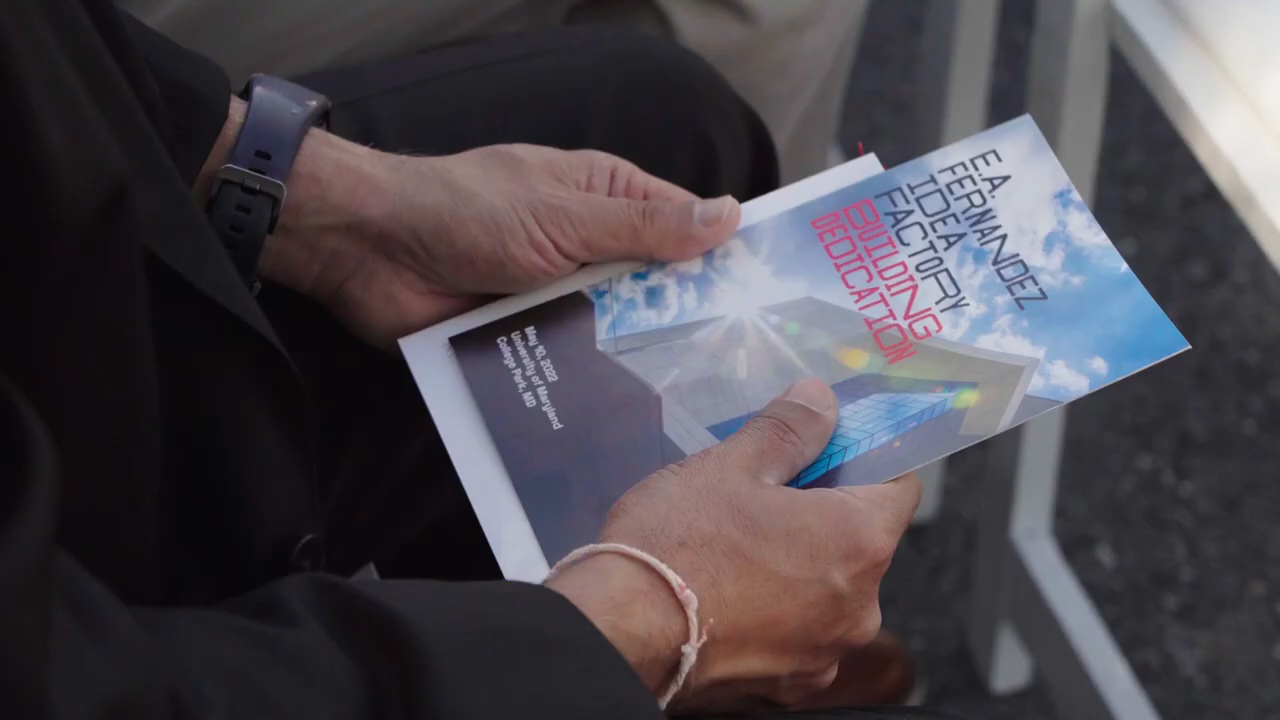 E.A.
FERNANDEZ
IDEA
FACTORY
BUILDING
DEDICATION
May 10, 2022
University of Maryland
College Park, MD